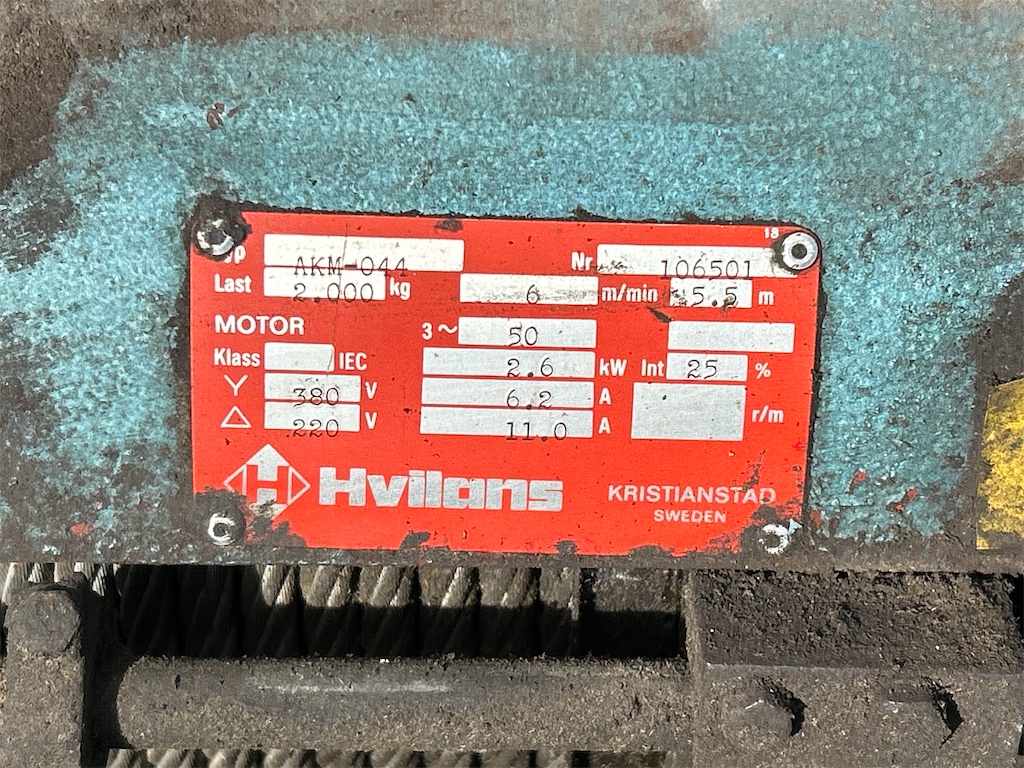 13
Typ AKM-044 Nr 106501
Last 2.000 kg 6 m/min 5.5 m
MOTOR 3~ 50
Klass IEC 2.6 kW Int 25 %
Y 380 V 6.2 A r/m
△ 220 V 11.0 A
H Hvilans KRISTIANSTAD
SWEDEN